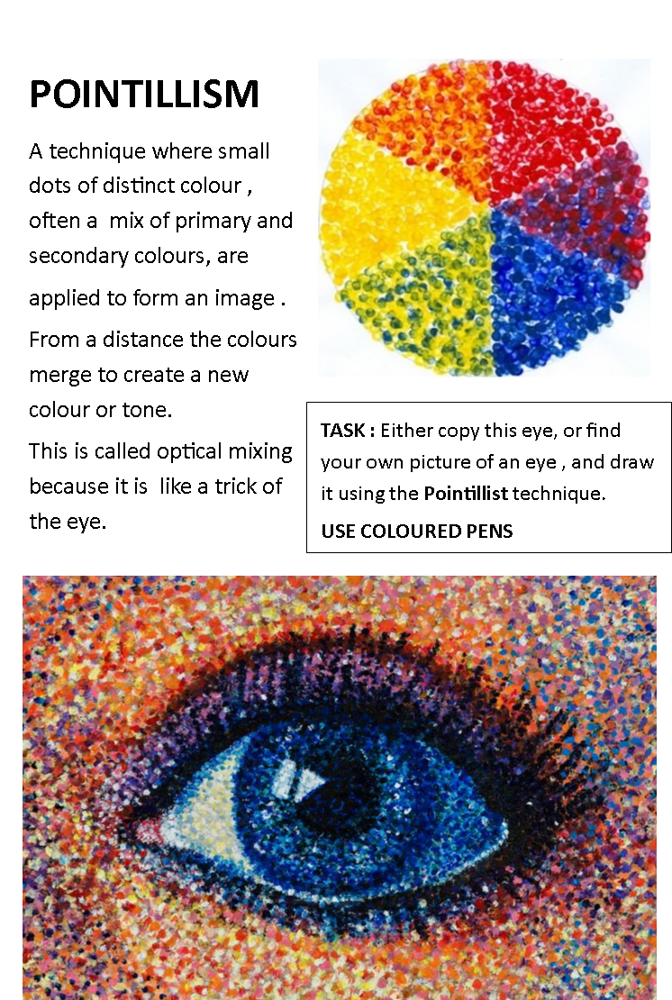 POINTILLISM
A technique where small
dots of distinct colour ,
often a  mix of primary and
secondary colours, are
applied to form an image .
From a distance the colours
merge to create a new
colour or tone.
This is called optical mixing
because it is  like a trick of
the eye.
TASK : Either copy this eye, or find
your own picture of an eye , and draw
it using the Pointillist technique.
USE COLOURED PENS